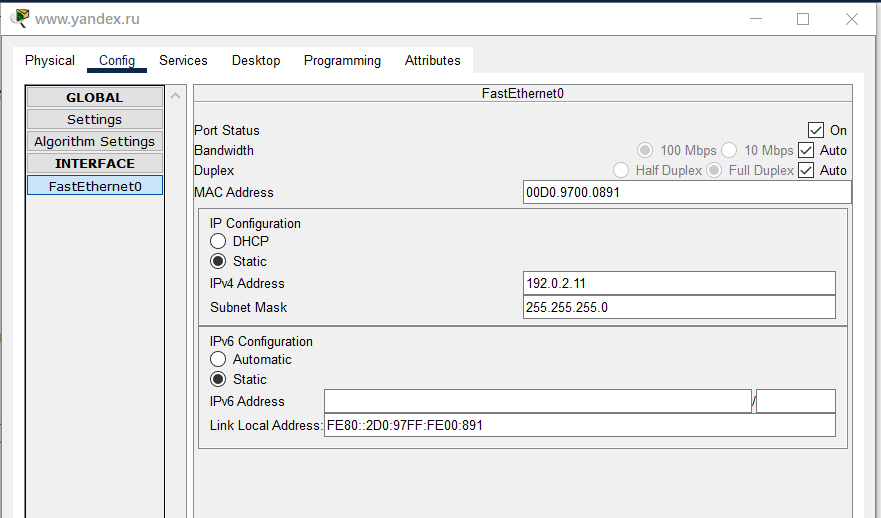 www.yandex.ru
Physical Config Services Desktop Programming Attributes
GLOBAL
Settings
Algorithm Settings
INTERFACE
FastEthernet0
FastEthernet0
Port Status On
Bandwidth 100 Mbps 10 Mbps Auto
Duplex Half Duplex Full Duplex Auto
MAC Address 00D0.9700.0891
IP Configuration
DHCP
Static
IPv4 Address 192.0.2.11
Subnet Mask 255.255.255.0
IPv6 Configuration
Automatic
Static
IPv6 Address /
Link Local Address: FE80::2D0:97FF:FE00:891